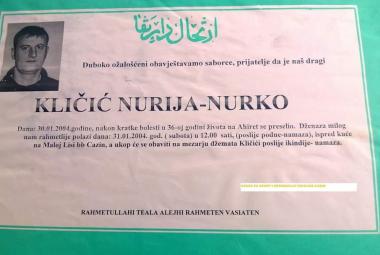 إنتقال دار بقا
Duboko ožalošćeni obavještavamo saborce, prijatelje da je naš dragi
KLIČIĆ NURIJA-NURKO
Dana: 30.01.2004.godine, nakon kratke bolesti u 36-oj godini života na Ahiret se preselio. Dženaza milog
nam rahmetlije polazi dana: 31.01.2004. god. ( subota) u 12.00 sati, (poslije podne-namaza), ispred kuće
na Maloj Lisi bb Cazin, a ukop će se obaviti na mezarju džemata Kličići poslije ikindije- namaza.
RAHMETULLAHI TEALA ALEJHI RAHMETEN VASIATEN